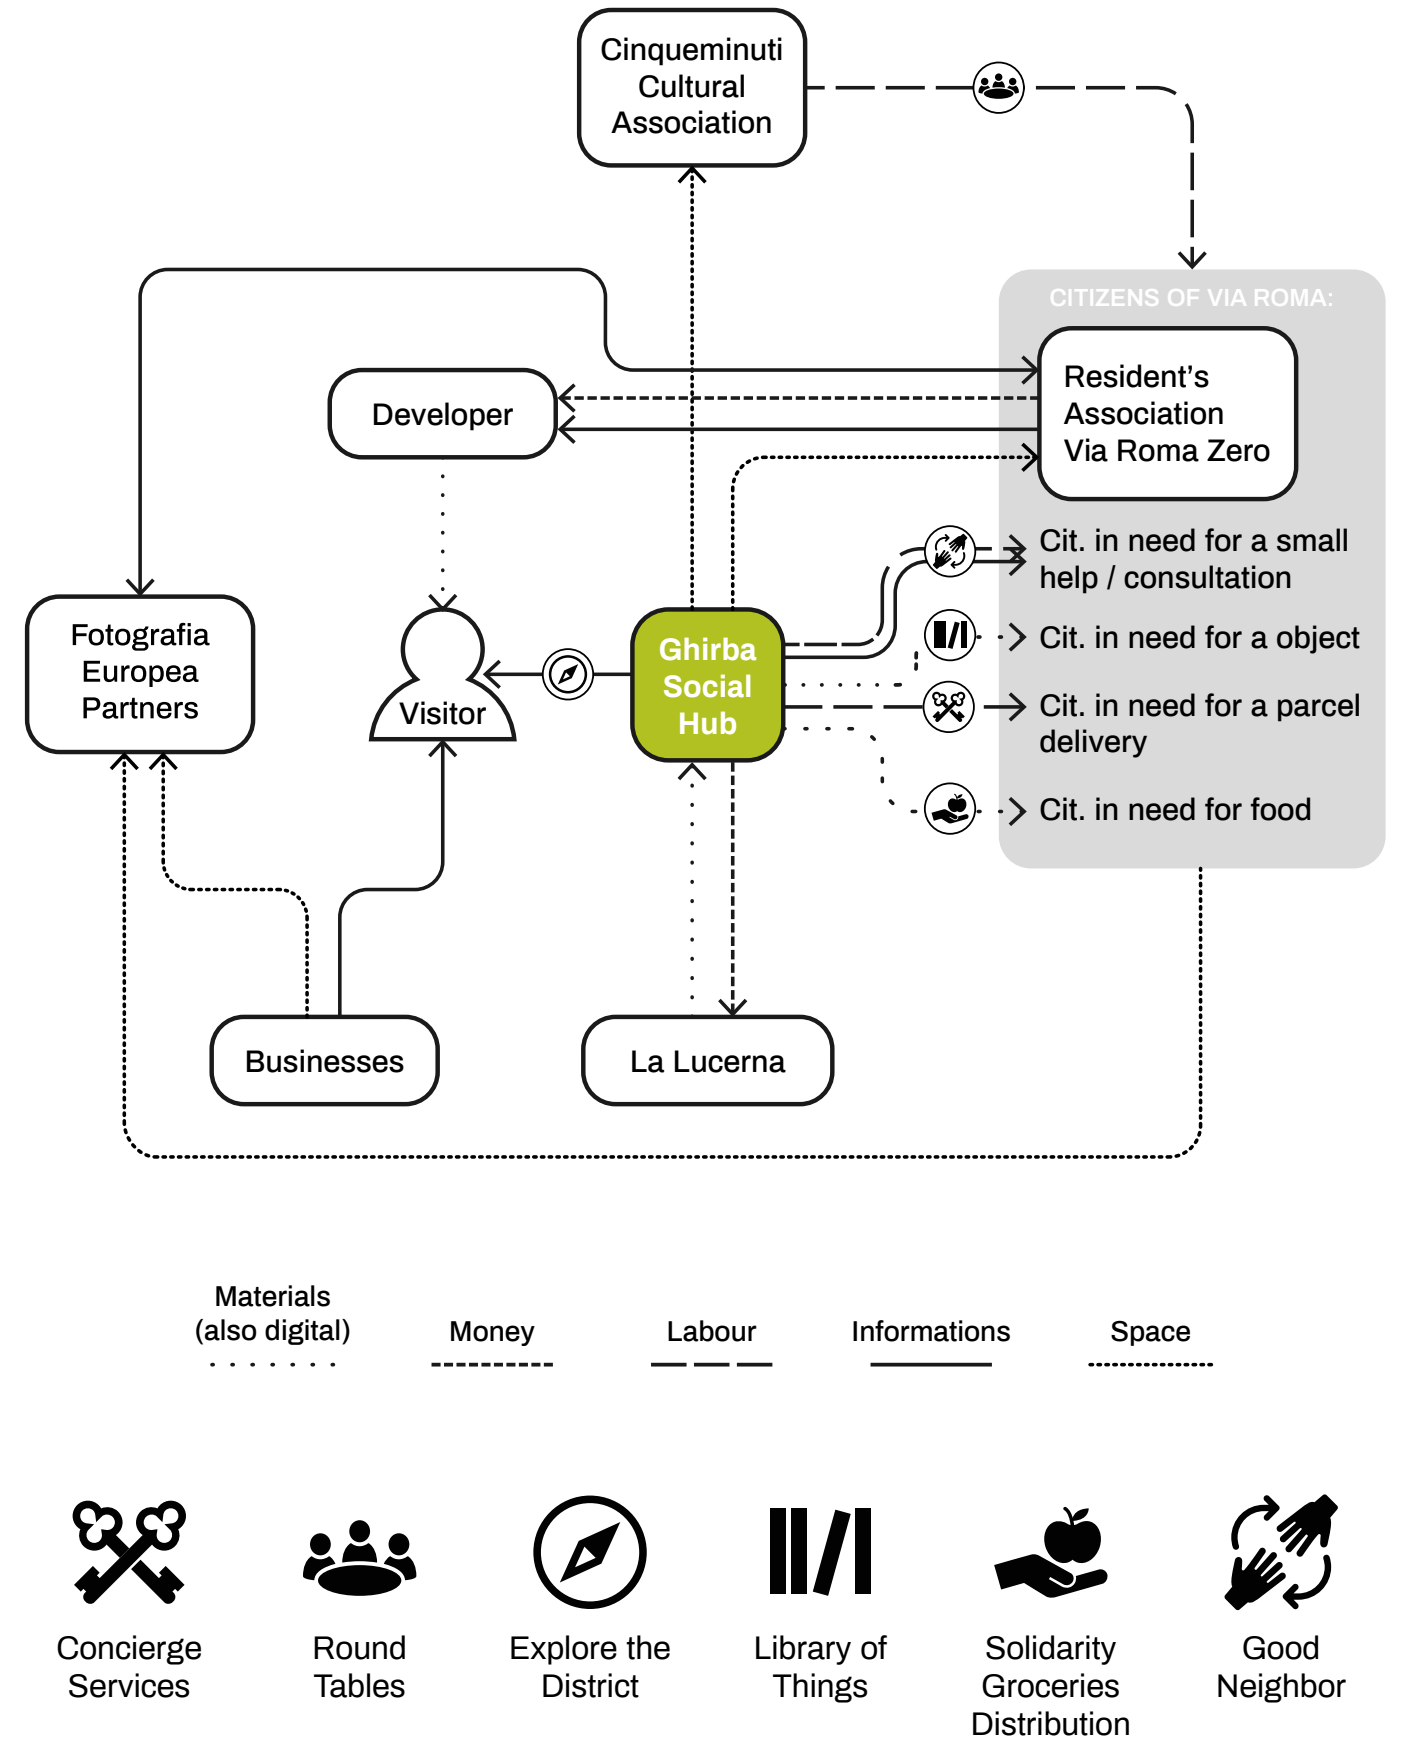 Cinqueminuti
Cultural
Association
CITIZENS OF VIA ROMA:
Resident’s
Association
Via Roma Zero
Developer
Cit. in need for a small
help / consultation
Cit. in need for a object
Cit. in need for a parcel
delivery
Cit. in need for food
Fotografia
Europea
Partners
Visitor
Ghirba
Social
Hub
Businesses
La Lucerna
Materials
(also digital)
Money
Labour
Informations
Space
Concierge
Services
Round
Tables
Explore the
District
Library of
Things
Solidarity
Groceries
Distribution
Good
Neighbor